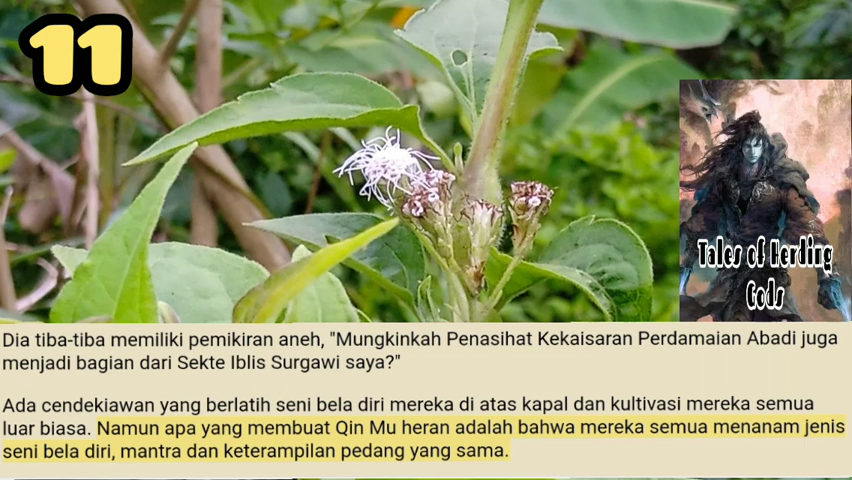 11
Tales of Herding
Gods
Dia tiba-tiba memiliki pemikiran aneh, "Mungkinkah Penasihat Kekaisaran Perdamaian Abadi juga
menjadi bagian dari Sekte Iblis Surgawi saya?"
Ada cendekiawan yang berlatih seni bela diri mereka di atas kapal dan kultivasi mereka semua
luar biasa. Namun apa yang membuat Qin Mu heran adalah bahwa mereka semua menanam jenis
seni bela diri, mantra dan keterampilan pedang yang sama.